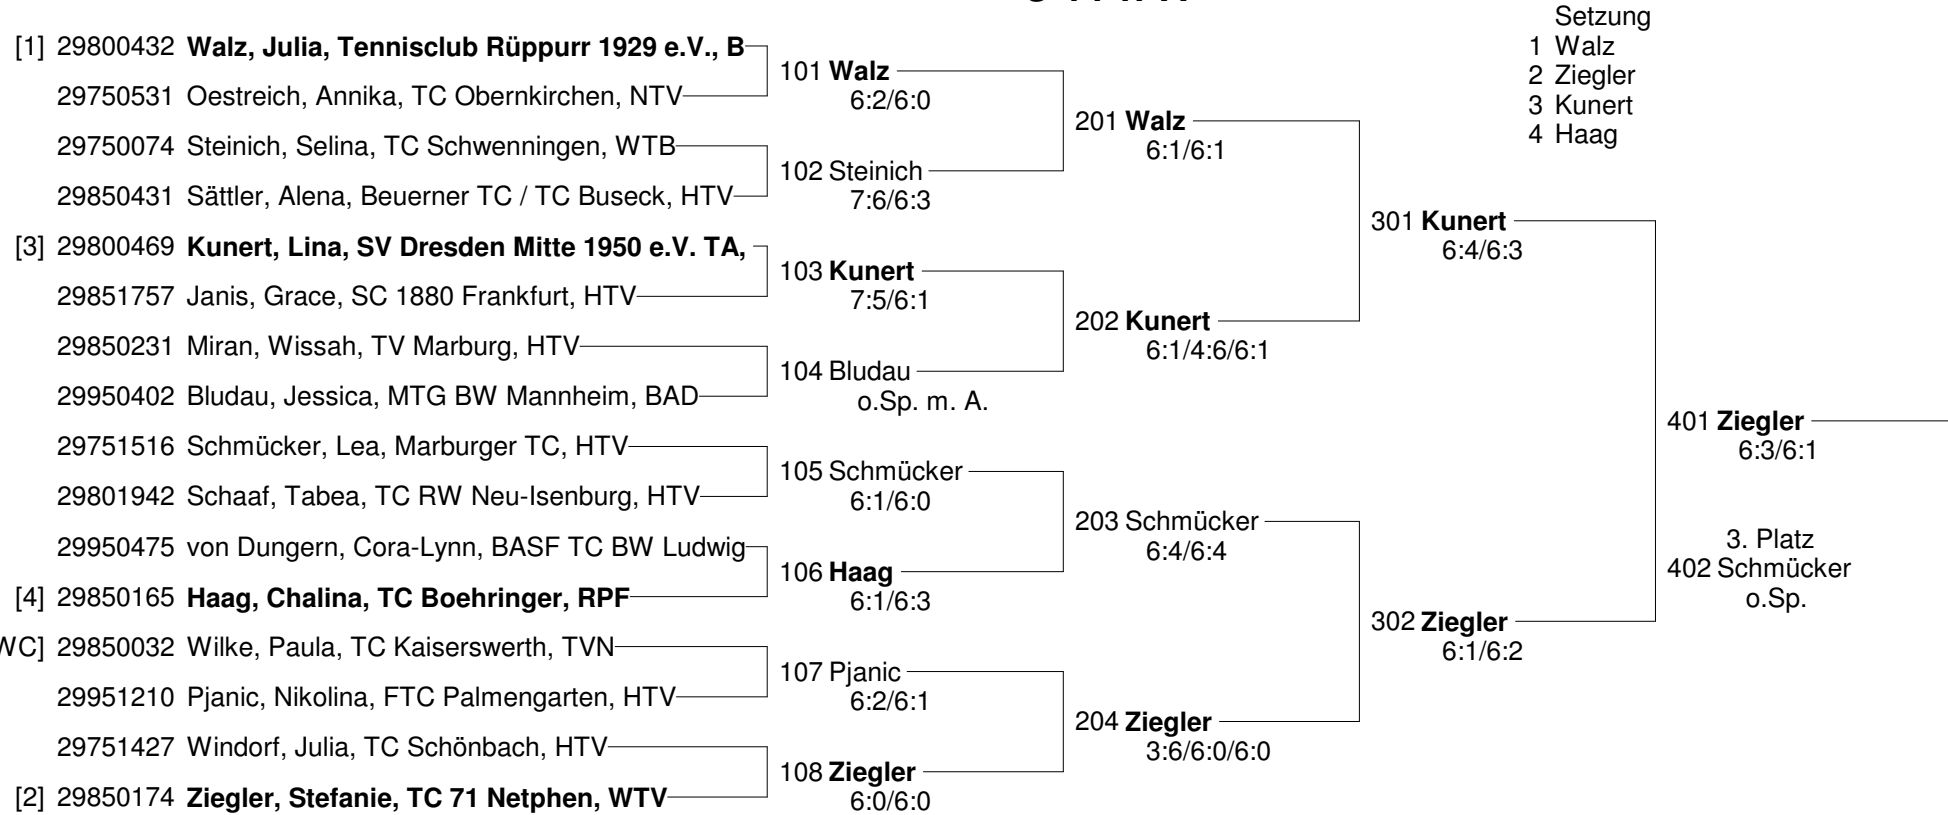 Setzung
1 Walz
2 Ziegler
3 Kunert
4 Haag
[1] 29800432 Walz, Julia, Tennisclub Rüppurr 1929 e.V., B
29750531 Oestreich, Annika, TC Obernkirchen, NTV
29750074 Steinich, Selina, TC Schwenningen, WTB
29850431 Sättler, Alena, Beuerner TC / TC Buseck, HTV
[3] 29800469 Kunert, Lina, SV Dresden Mitte 1950 e.V. TA,
29851757 Janis, Grace, SC 1880 Frankfurt, HTV
29850231 Miran, Wissah, TV Marburg, HTV
29950402 Bludau, Jessica, MTG BW Mannheim, BAD
29751516 Schmücker, Lea, Marburger TC, HTV
29801942 Schaaf, Tabea, TC RW Neu-Isenburg, HTV
29950475 von Dungern, Cora-Lynn, BASF TC BW Ludwig
[4] 29850165 Haag, Chalina, TC Boehringer, RPF
WC] 29850032 Wilke, Paula, TC Kaiserswerth, TVN
29951210 Pjanic, Nikolina, FTC Palmengarten, HTV
29751427 Windorf, Julia, TC Schönbach, HTV
[2] 29850174 Ziegler, Stefanie, TC 71 Netphen, WTV
101 Walz
6:2/6:0
102 Steinich
7:6/6:3
103 Kunert
7:5/6:1
104 Bludau
o.Sp. m. A.
105 Schmücker
6:1/6:0
106 Haag
6:1/6:3
107 Pjanic
6:2/6:1
108 Ziegler
6:0/6:0
201 Walz
6:1/6:1
202 Kunert
6:1/4:6/6:1
203 Schmücker
6:4/6:4
204 Ziegler
3:6/6:0/6:0
301 Kunert
6:4/6:3
302 Ziegler
6:1/6:2
401 Ziegler
6:3/6:1
3. Platz
402 Schmücker
o.Sp.